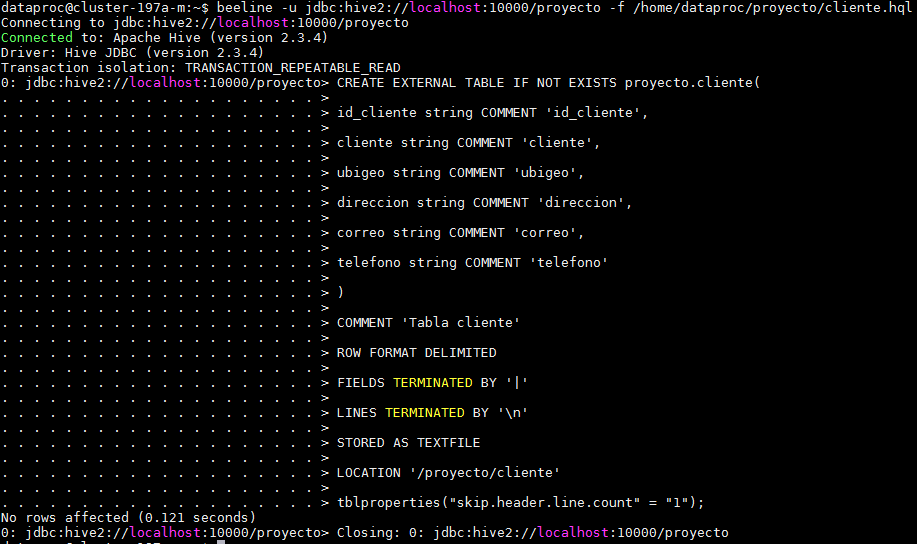 dataproc@cluster-197a-m:~$ beeline -u jdbc:hive2://localhost:10000/proyecto -f /home/dataproc/proyecto/cliente.hql
Connecting to jdbc:hive2://localhost:10000/proyecto
Connected to: Apache Hive (version 2.3.4)
Driver: Hive JDBC (version 2.3.4)
Transaction isolation: TRANSACTION_REPEATABLE_READ
0: jdbc:hive2://localhost:10000/proyecto> CREATE EXTERNAL TABLE IF NOT EXISTS proyecto.cliente(
. . . . . . . . . . . . . . . . . . . . > 
. . . . . . . . . . . . . . . . . . . . > id_cliente string COMMENT 'id_cliente',
. . . . . . . . . . . . . . . . . . . . > 
. . . . . . . . . . . . . . . . . . . . > cliente string COMMENT 'cliente',
. . . . . . . . . . . . . . . . . . . . > 
. . . . . . . . . . . . . . . . . . . . > ubigeo string COMMENT 'ubigeo',
. . . . . . . . . . . . . . . . . . . . > 
. . . . . . . . . . . . . . . . . . . . > direccion string COMMENT 'direccion',
. . . . . . . . . . . . . . . . . . . . > 
. . . . . . . . . . . . . . . . . . . . > correo string COMMENT 'correo',
. . . . . . . . . . . . . . . . . . . . > 
. . . . . . . . . . . . . . . . . . . . > telefono string COMMENT 'telefono'
. . . . . . . . . . . . . . . . . . . . > 
. . . . . . . . . . . . . . . . . . . . > )
. . . . . . . . . . . . . . . . . . . . > 
. . . . . . . . . . . . . . . . . . . . > COMMENT 'Tabla cliente'
. . . . . . . . . . . . . . . . . . . . > 
. . . . . . . . . . . . . . . . . . . . > ROW FORMAT DELIMITED
. . . . . . . . . . . . . . . . . . . . > 
. . . . . . . . . . . . . . . . . . . . > FIELDS TERMINATED BY '|'
. . . . . . . . . . . . . . . . . . . . > 
. . . . . . . . . . . . . . . . . . . . > LINES TERMINATED BY '\n'
. . . . . . . . . . . . . . . . . . . . > 
. . . . . . . . . . . . . . . . . . . . > STORED AS TEXTFILE
. . . . . . . . . . . . . . . . . . . . > 
. . . . . . . . . . . . . . . . . . . . > LOCATION '/proyecto/cliente'
. . . . . . . . . . . . . . . . . . . . > 
. . . . . . . . . . . . . . . . . . . . > tblproperties("skip.header.line.count" = "1");
No rows affected (0.121 seconds)
0: jdbc:hive2://localhost:10000/proyecto> Closing: 0: jdbc:hive2://localhost:10000/proyecto